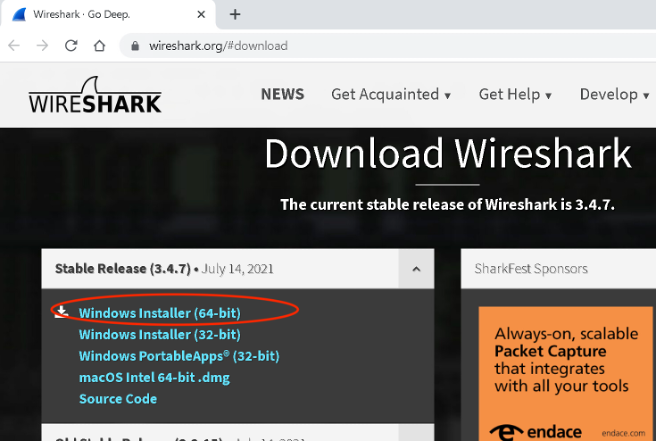 Wireshark · Go Deep.
wireshark.org/#download
WIRESHARK
NEWS Get Acquainted ▾ Get Help ▾ Develop ▾
Download Wireshark
The current stable release of Wireshark is 3.4.7.
Stable Release (3.4.7) • July 14, 2021
SharkFest Sponsors
Windows Installer (64-bit)
Windows Installer (32-bit)
Windows PortableApps® (32-bit)
macOS Intel 64-bit .dmg
Source Code
Always-on, scalable
Packet Capture
that integrates
with all your tools
endace endace.com